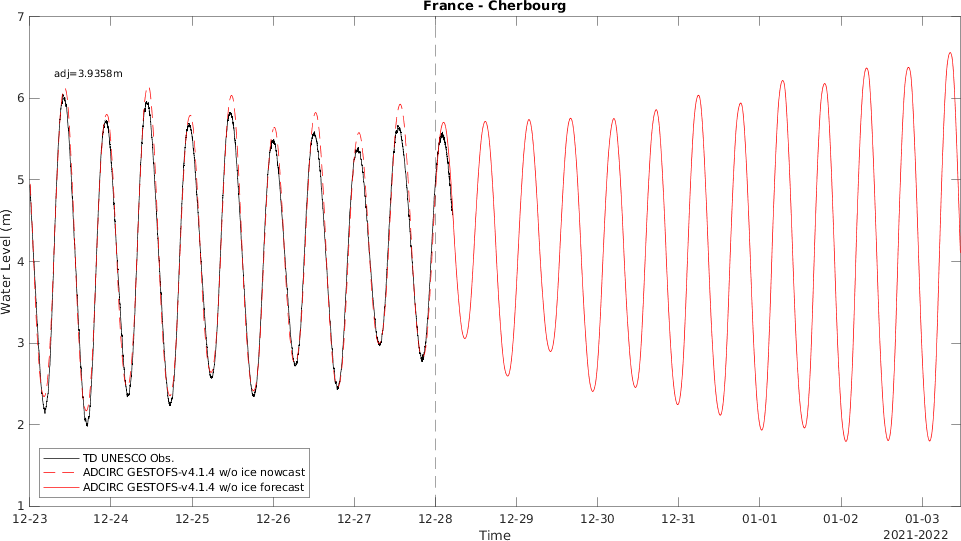 France - Cherbourg
7
adj=3.9358m
6
5
4
3
2
1
Water Level (m)
TD UNESCO Obs.
ADCIRC GESTOFS-v4.1.4 w/o ice nowcast
ADCIRC GESTOFS-v4.1.4 w/o ice forecast
12-23 12-24 12-25 12-26 12-27 12-28 12-29 12-30 12-31 01-01 01-02 01-03
Time
2021-2022